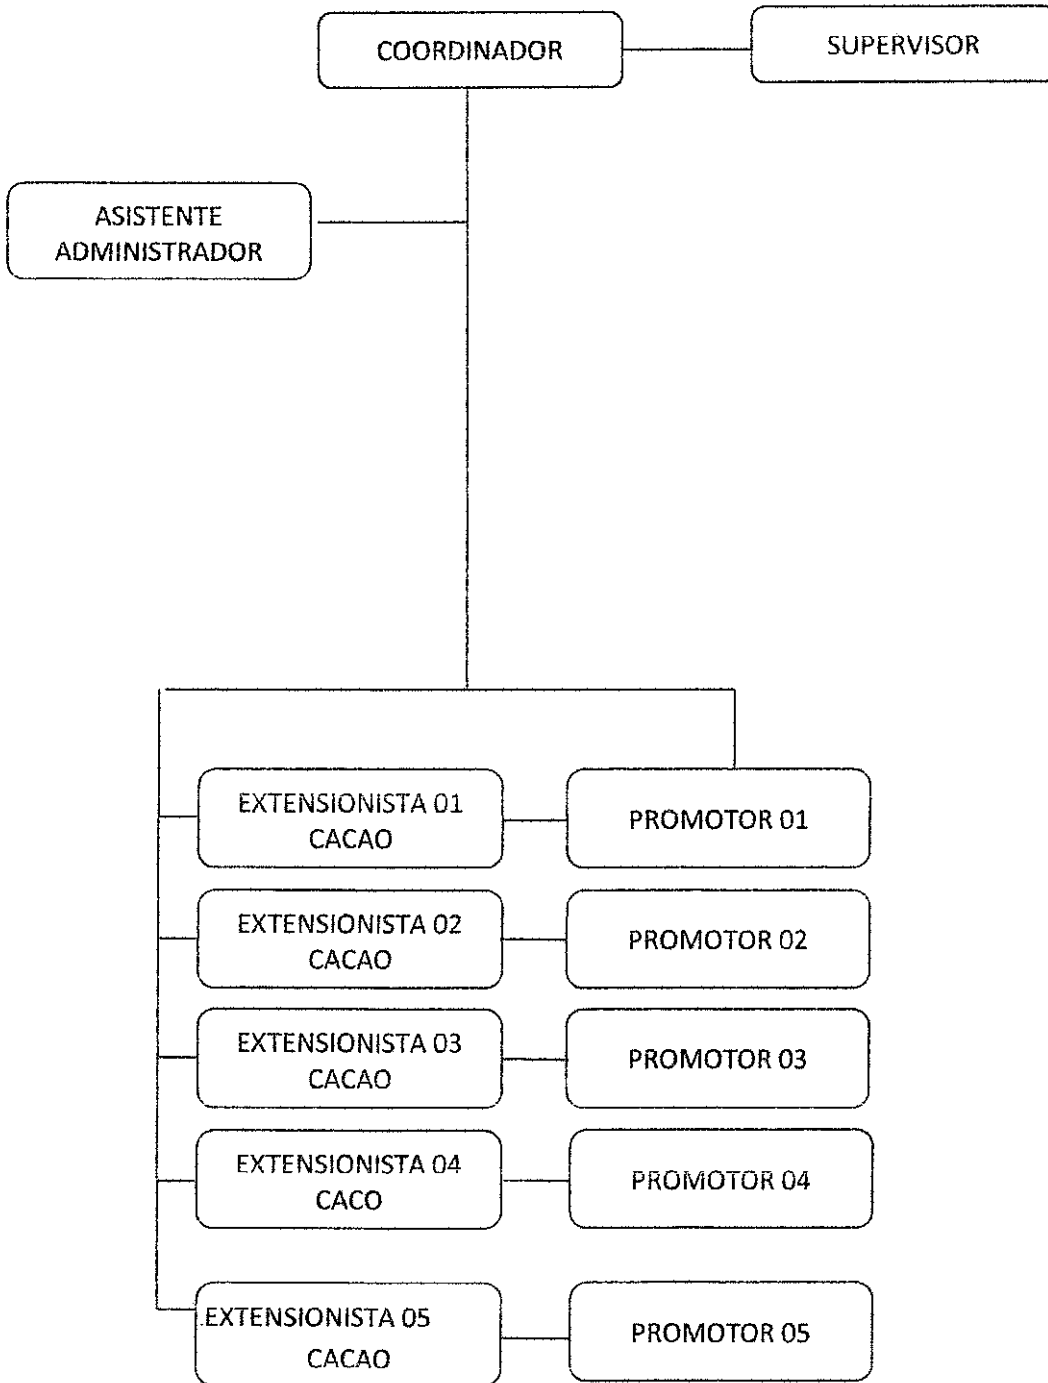 COORDINADOR
SUPERVISOR
ASISTENTE
ADMINISTRADOR
EXTENSIONISTA 01
CACAO
PROMOTOR 01
EXTENSIONISTA 02
CACAO
PROMOTOR 02
EXTENSIONISTA 03
CACAO
PROMOTOR 03
EXTENSIONISTA 04
CACO
PROMOTOR 04
EXTENSIONISTA 05
CACAO
PROMOTOR 05